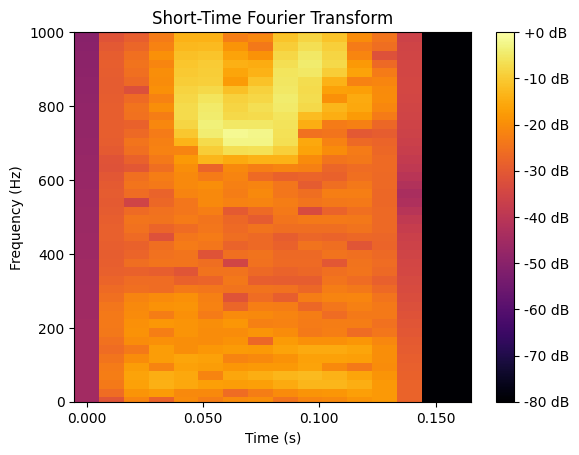 Short-Time Fourier Transform
Frequency (Hz)
1000
800
600
400
200
0
0.000
0.050
0.100
0.150
Time (s)
+0 dB
-10 dB
-20 dB
-30 dB
-40 dB
-50 dB
-60 dB
-70 dB
-80 dB